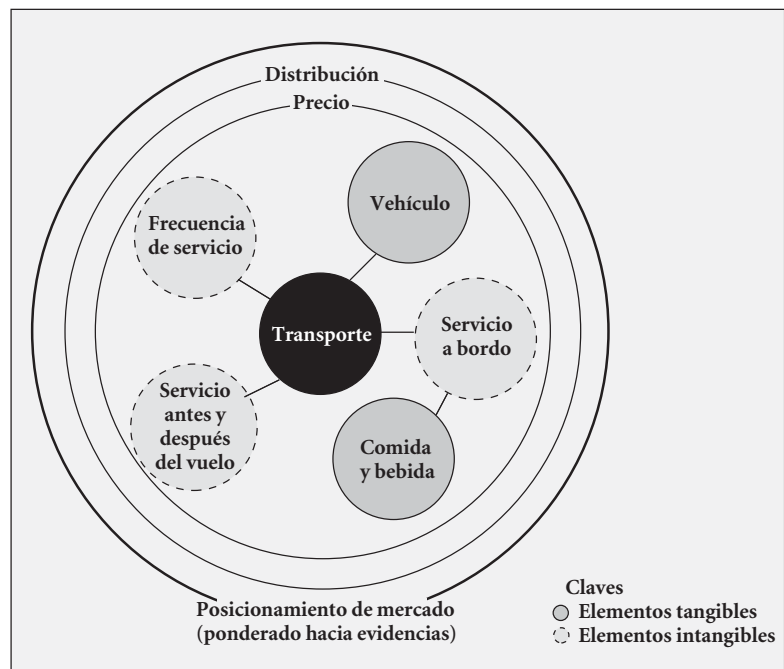 Distribución
Precio
Vehículo
Frecuencia
de servicio
Transporte
Servicio
a bordo
Servicio
antes y
después
del vuelo
Comida
y bebida
Posicionamiento de mercado
(ponderado hacia evidencias)
Claves
Elementos tangibles
Elementos intangibles